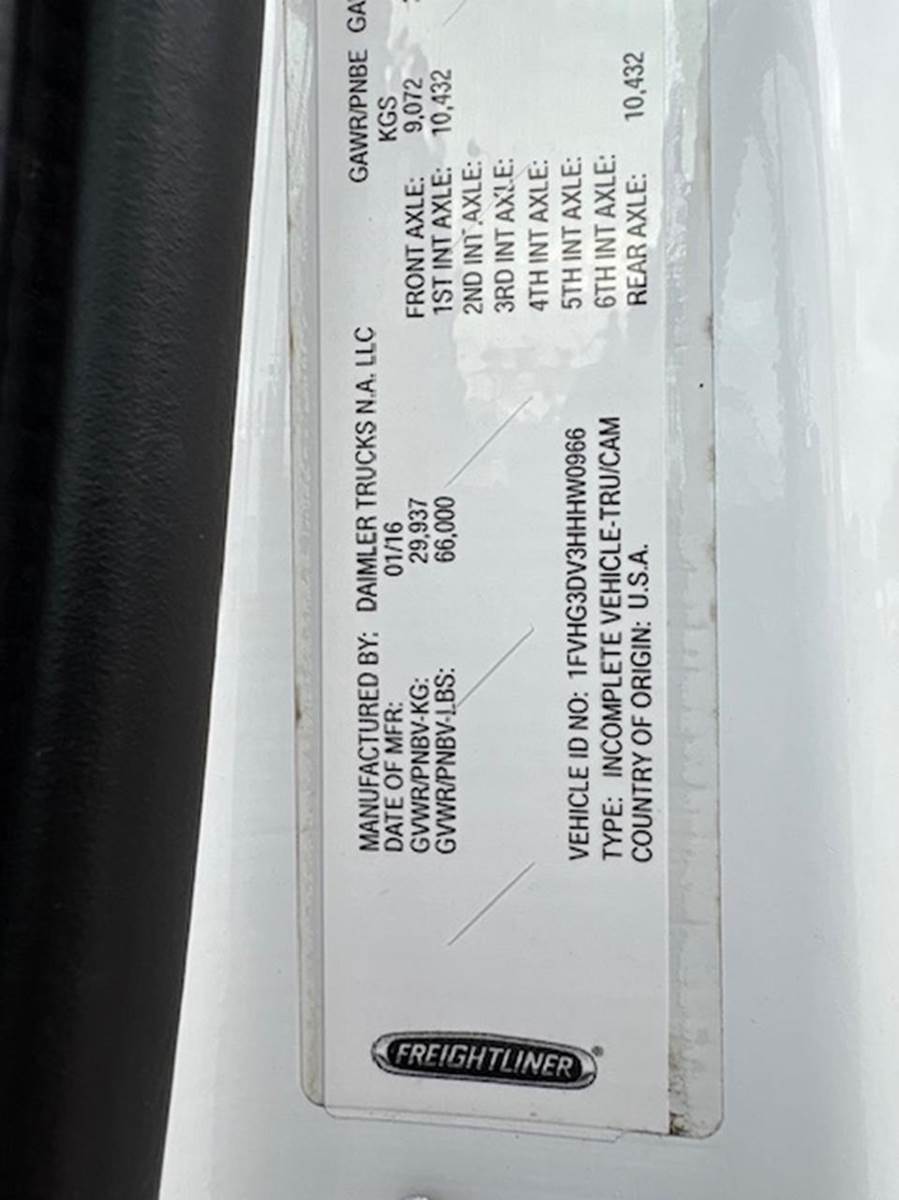 FREIGHTLINER®
MANUFACTURED BY: DAIMLER TRUCKS N.A. LLC
DATE OF MFR: 01/16
GVWR/PNBV-KG: 29,937
GVWR/PNBV-LBS: 66,000
VEHICLE ID NO: 1FVHG3DV3HHHW0966
TYPE: INCOMPLETE VEHICLE-TRU/CAM
COUNTRY OF ORIGIN: U.S.A.
GAWR/PNBE
KGS
FRONT AXLE: 9,072
1ST INT AXLE: 10,432
2ND INT AXLE:
3RD INT AXLE:
4TH INT AXLE:
5TH INT AXLE:
6TH INT AXLE:
REAR AXLE: 10,432